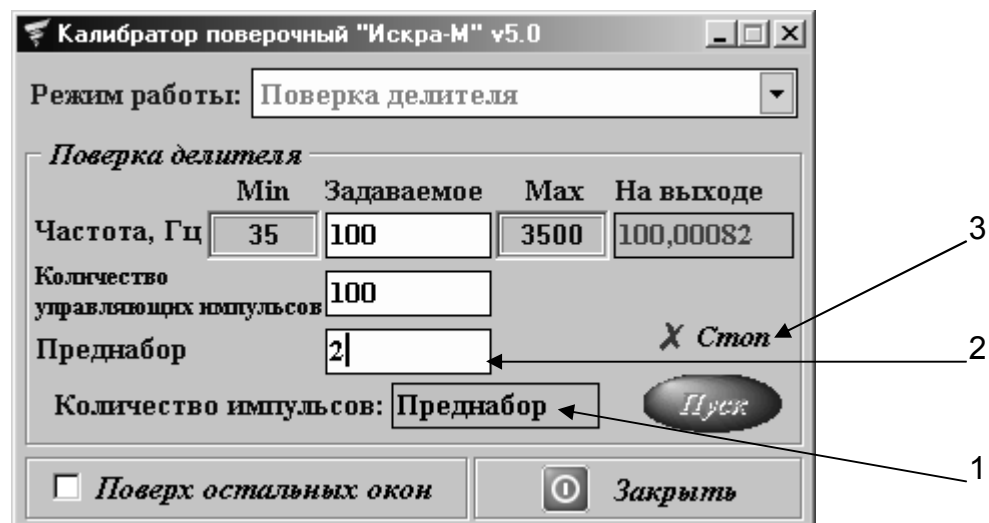 Калибратор поверочный "Искра-М" v5.0
Режим работы: Поверка делителя
Поверка делителя
Min Задаваемое Max На выходе
Частота, Гц 35 100 3500 100,00082
3
Количество
управляющих импульсов 100
Преднабор 2 X Стоп
2
Количество импульсов: Преднабор Пуск
1
Поверх остальных окон Закрыть